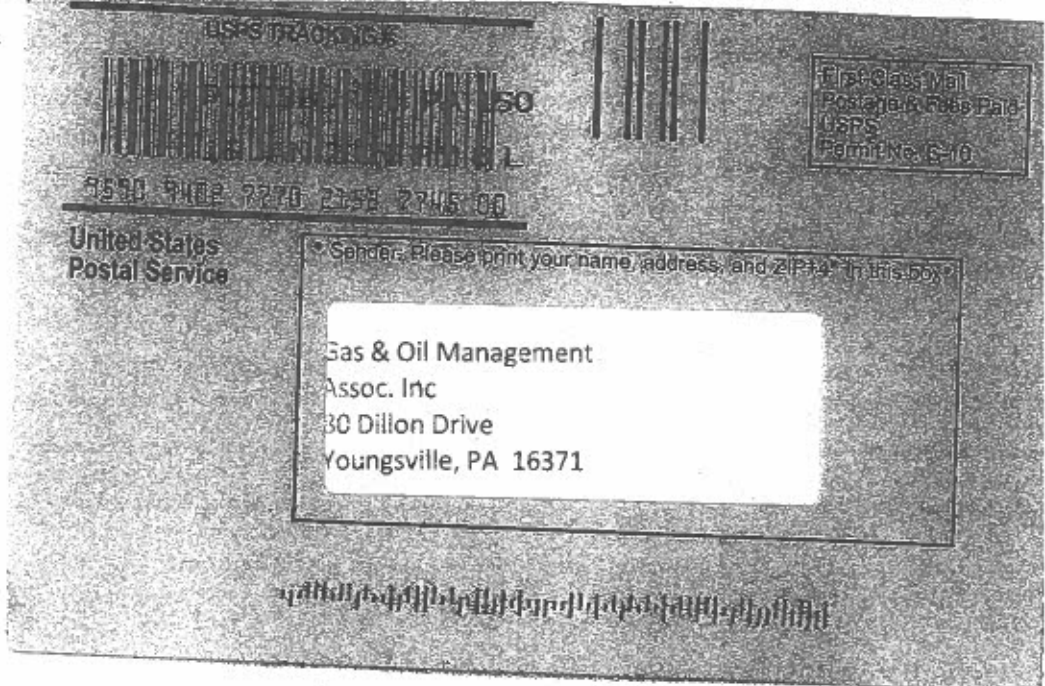 USPS TRACKING#
9590 9402 7270 2158 7745 00
First-Class Mail
Postage & Fees Paid
USPS
Permit No. G-10
United States
Postal Service
• Sender: Please print your name, address, and ZIP+4® in this box •
Gas & Oil Management
Assoc. Inc
30 Dillon Drive
Youngsville, PA 16371